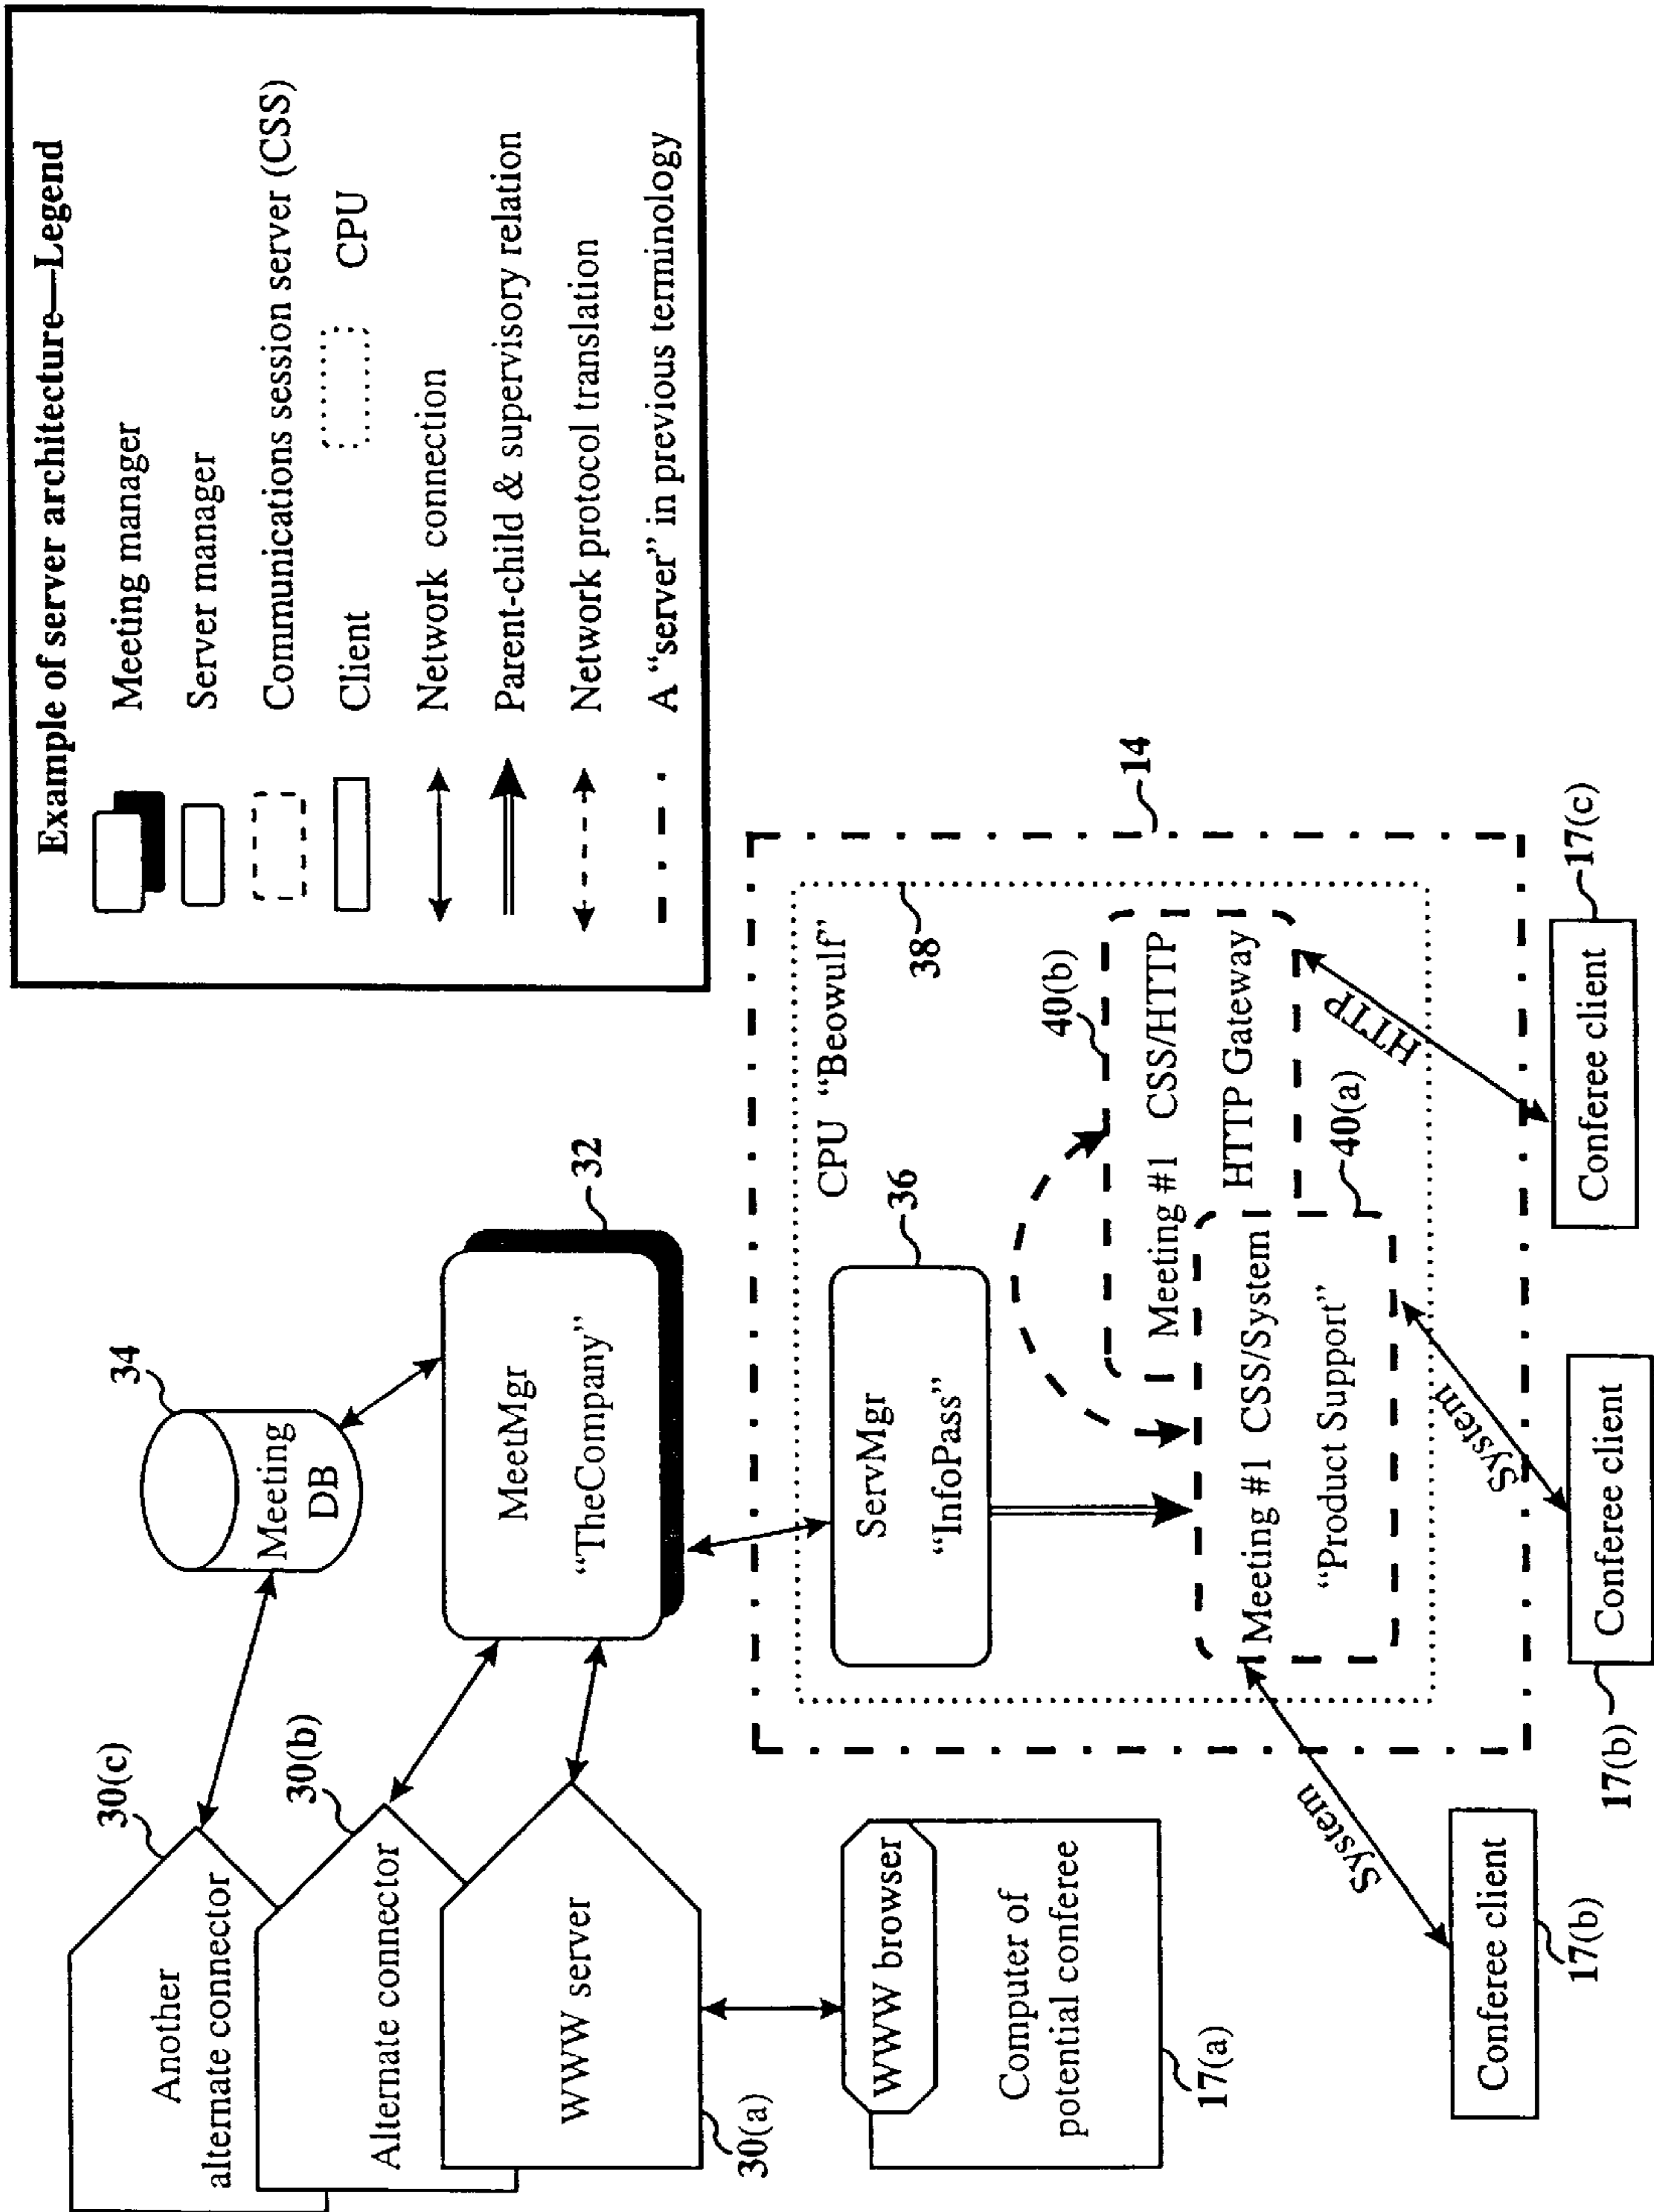 Example of server architecture—Legend
Meeting manager
Server manager
Communications session server (CSS)
Client
CPU
Network connection
Parent-child & supervisory relation
Network protocol translation
A “server” in previous terminology
30(c)
Another
alternate connector
30(b)
Alternate connector
WWW server
30(a)
34
Meeting
DB
MeetMgr
“TheCompany”
32
WWW browser
Computer of
potential conferee
17(a)
14
38
CPU “Beowulf”
ServMgr
“InfoPass”
36
40(b)
Meeting #1 CSS/HTTP
HTTP Gateway
Meeting #1 CSS/System
“Product Support”
40(a)
System
System
HTTP
Conferee client
17(b)
Conferee client
17(b)
Conferee client
17(c)